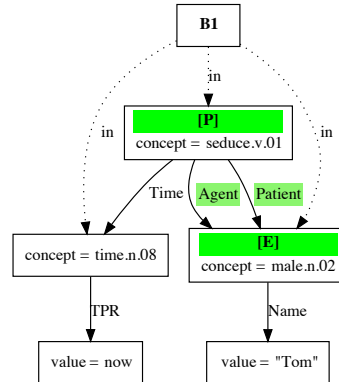 B1
in
in
in
[P]
concept = seduce.v.01
Time
Agent
Patient
concept = time.n.08
[E]
concept = male.n.02
TPR
Name
value = now
value = "Tom"